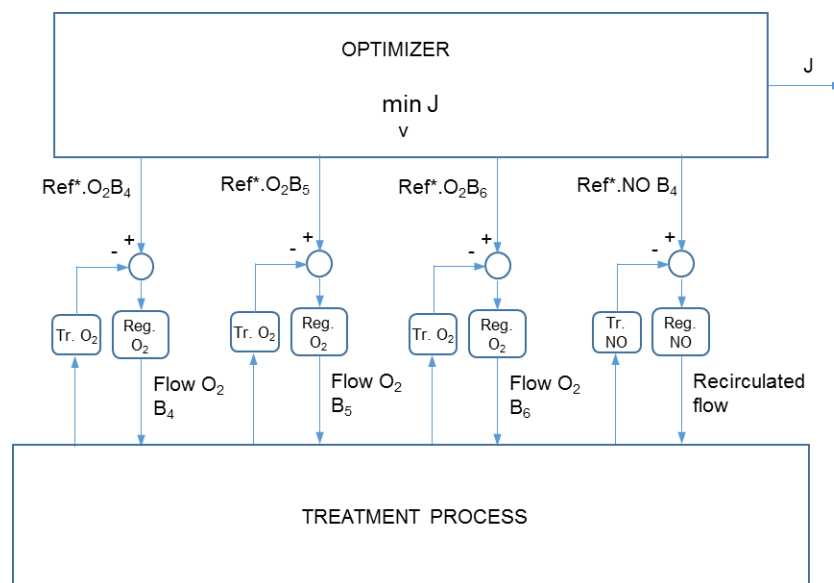 OPTIMIZER
J
min J
v
Ref*.O₂B₄
Ref*.O₂B₅
Ref*.O₂B₆
Ref*.NO B₄
+
-
+
-
+
-
+
-
Tr. O₂
Reg.
O₂
Tr. O₂
Reg.
O₂
Tr. O₂
Reg.
O₂
Tr.
NO
Reg.
NO
Flow O₂
B₄
Flow O₂
B₅
Flow O₂
B₆
Recirculated
flow
TREATMENT PROCESS